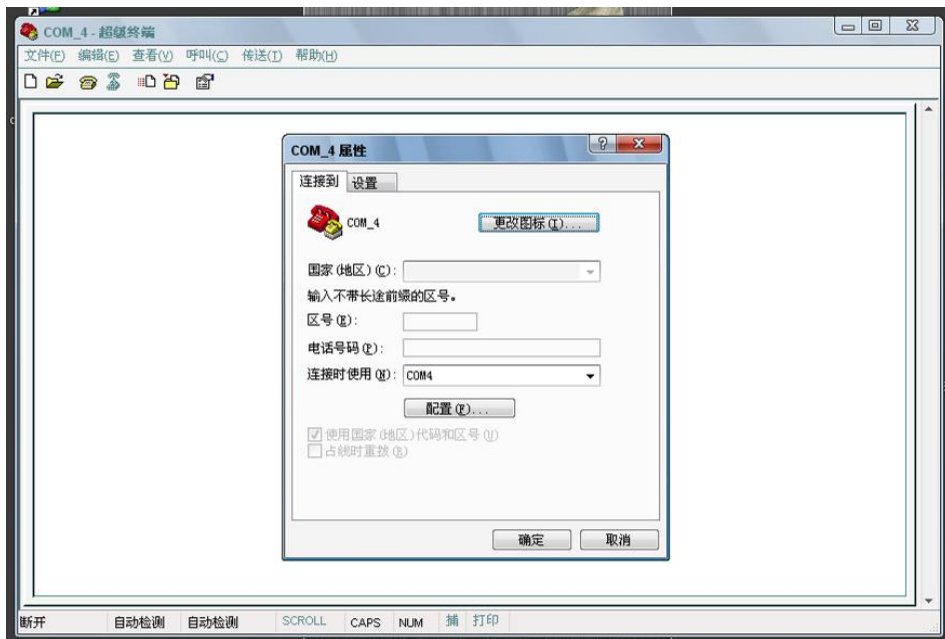 COM_4 - 超级终端
文件(F) 编辑(E) 查看(V) 呼叫(C) 传送(T) 帮助(H)
COM_4 属性
连接到 设置
COM_4
更改图标(I)...
国家(地区)(C):
输入不带长途前缀的区号。
区号(E):
电话号码(P):
连接时使用(N): COM4
配置(F)...
使用国家(地区)代码和区号(U)
占线时重拨(R)
确定 取消
断开 自动检测 自动检测 SCROLL CAPS NUM 捕 打印